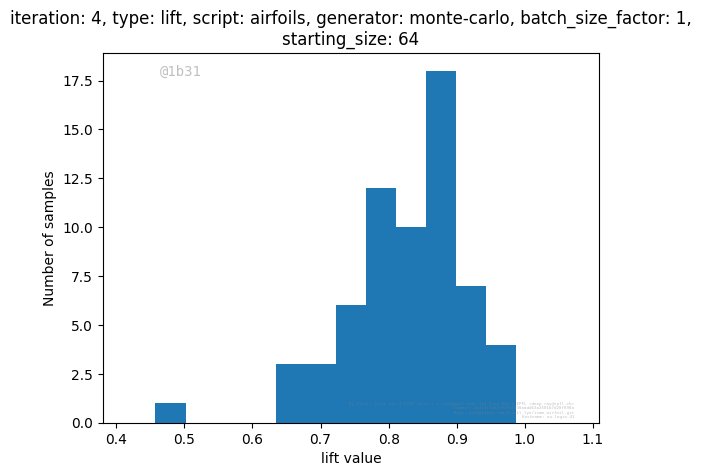 iteration: 4, type: lift, script: airfoils, generator: monte-carlo, batch_size_factor: 1,
starting_size: 64
@1b31
17.5
15.0
12.5
10.0
7.5
5.0
2.5
0.0
Number of samples
0.4 0.5 0.6 0.7 0.8 0.9 1.0 1.1
lift value